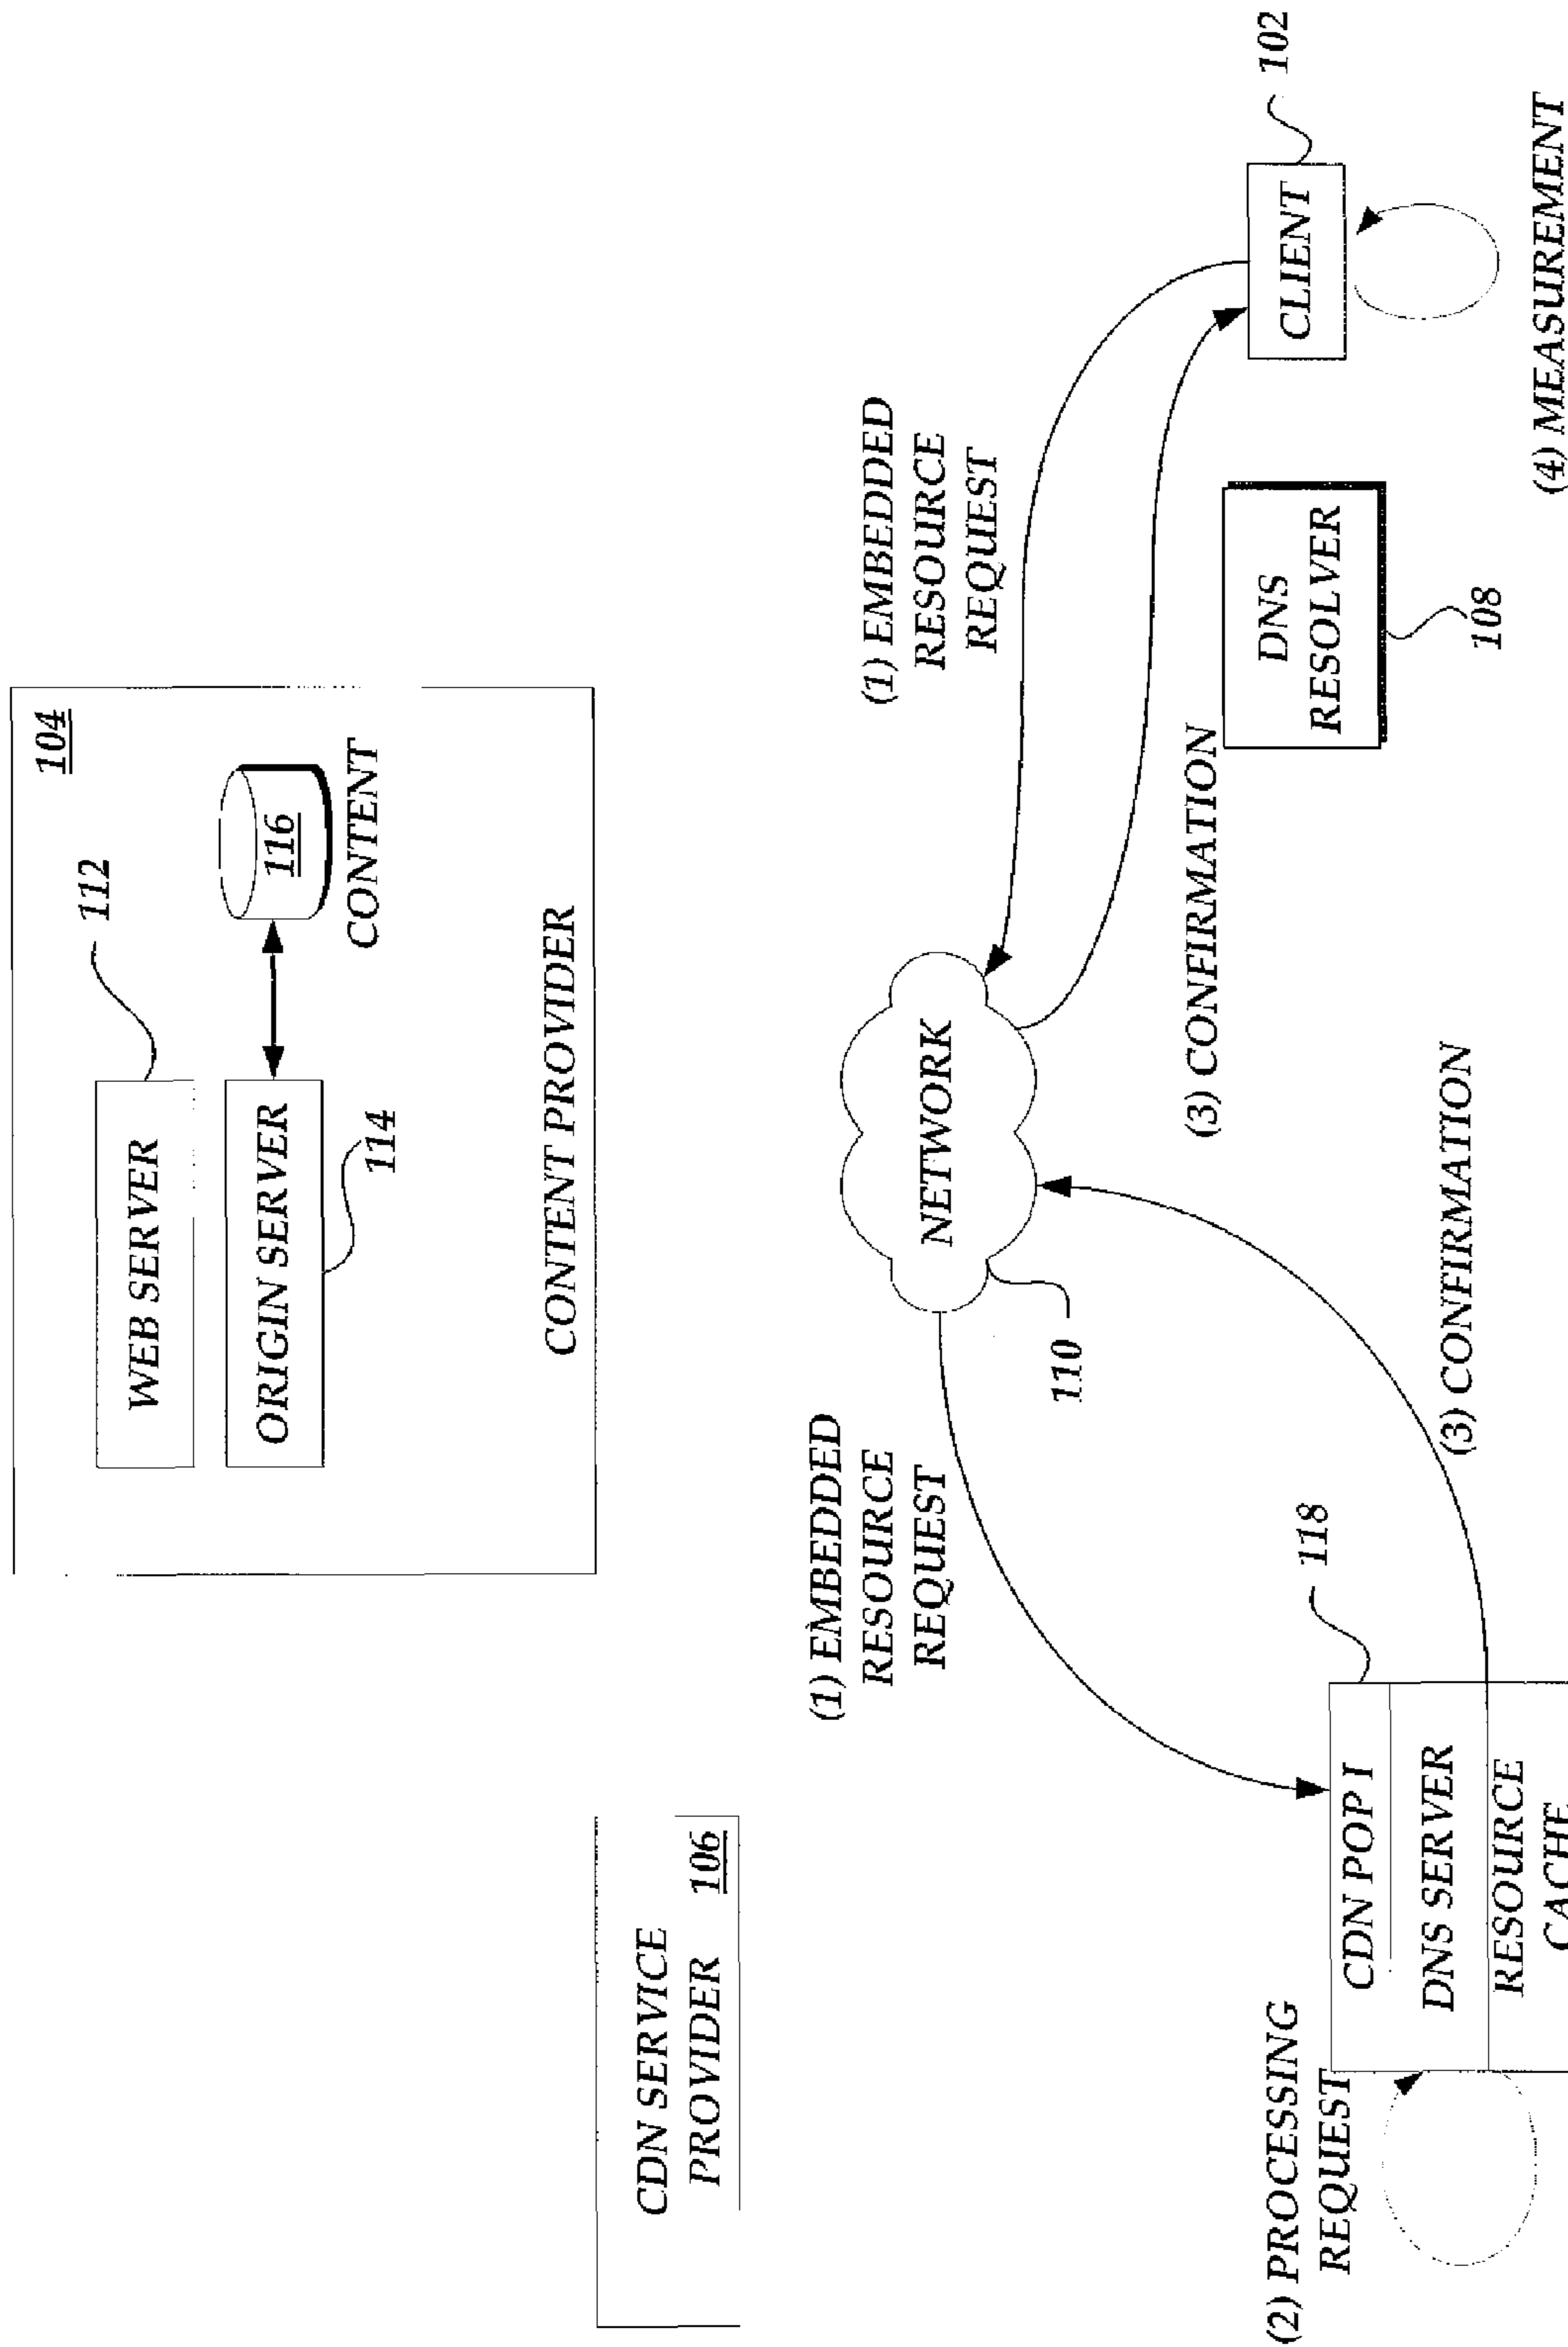 104
WEB SERVER
112
ORIGIN SERVER
114
116
CONTENT
CONTENT PROVIDER
CDN SERVICE
PROVIDER 106
(1) EMBEDDED
RESOURCE
REQUEST
NETWORK
110
(1) EMBEDDED
RESOURCE
REQUEST
CLIENT
102
DNS
RESOLVER
108
(3) CONFIRMATION
(3) CONFIRMATION
(4) MEASUREMENT
118
CDN POP I
DNS SERVER
RESOURCE
CACHE
(2) PROCESSING
REQUEST